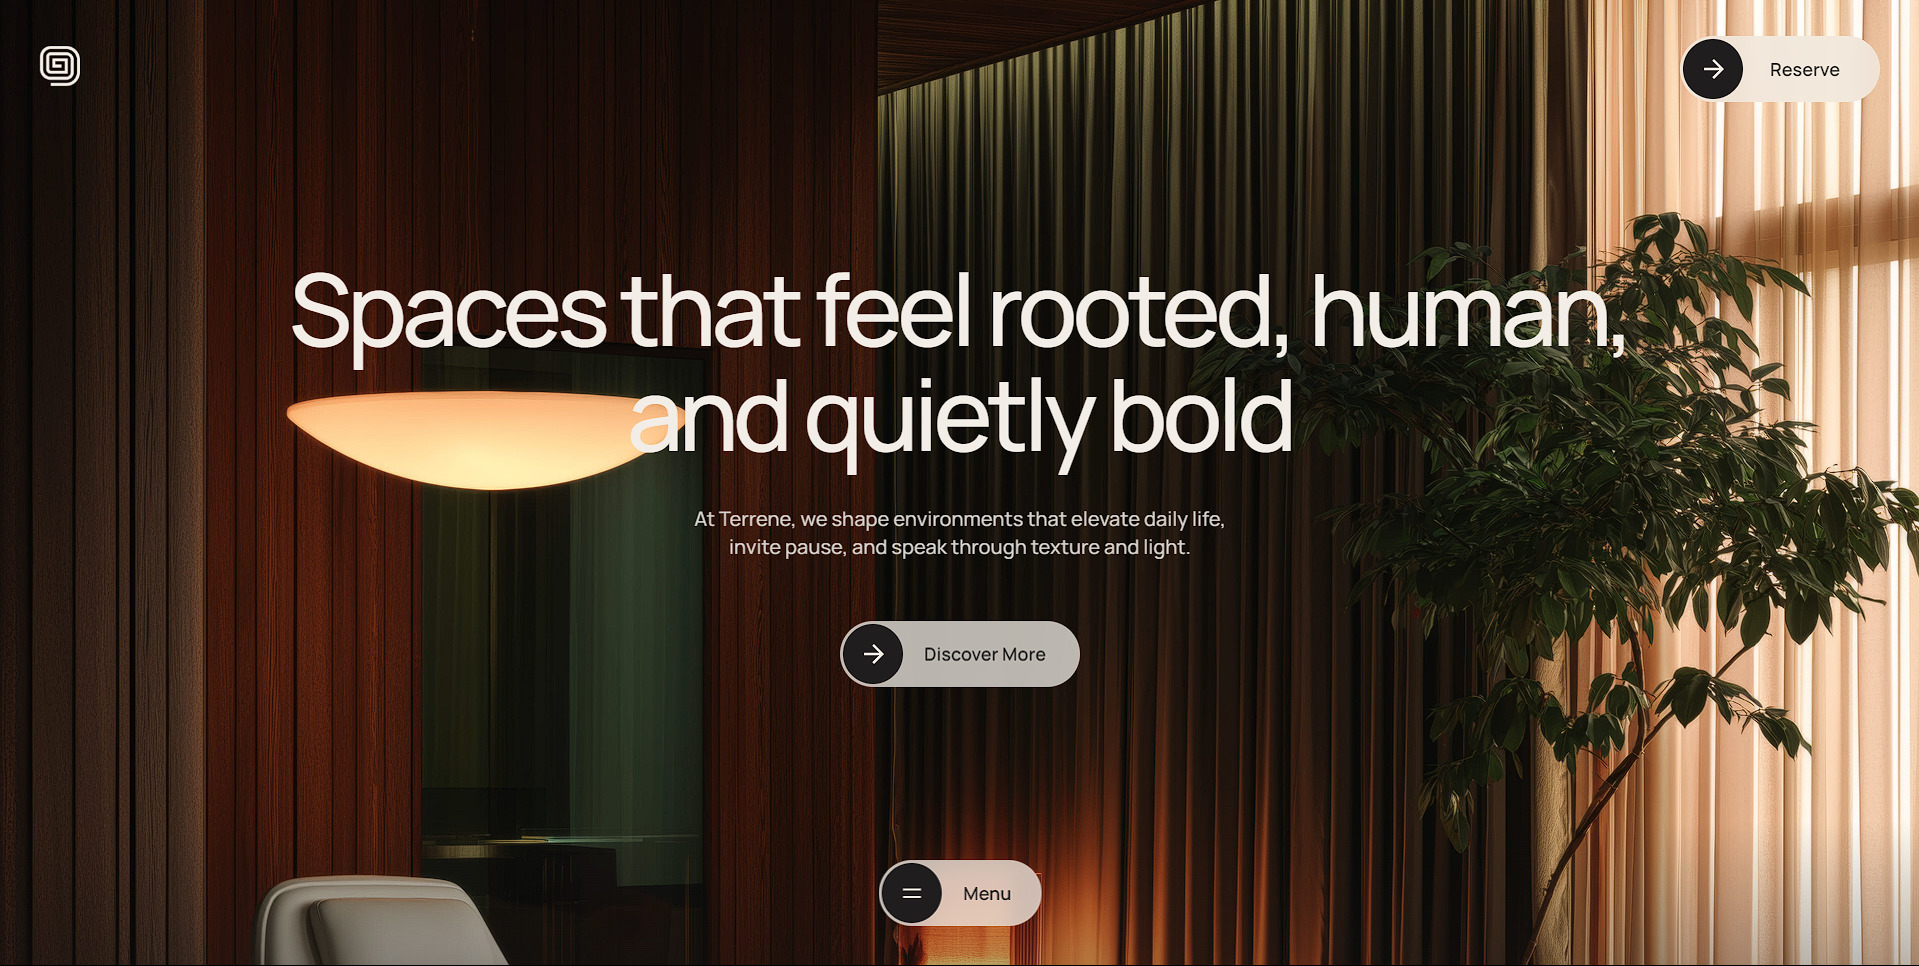 Reserve
Spaces that feel rooted, human,
and quietly bold
At Terrene, we shape environments that elevate daily life,
invite pause, and speak through texture and light.
Discover More
Menu